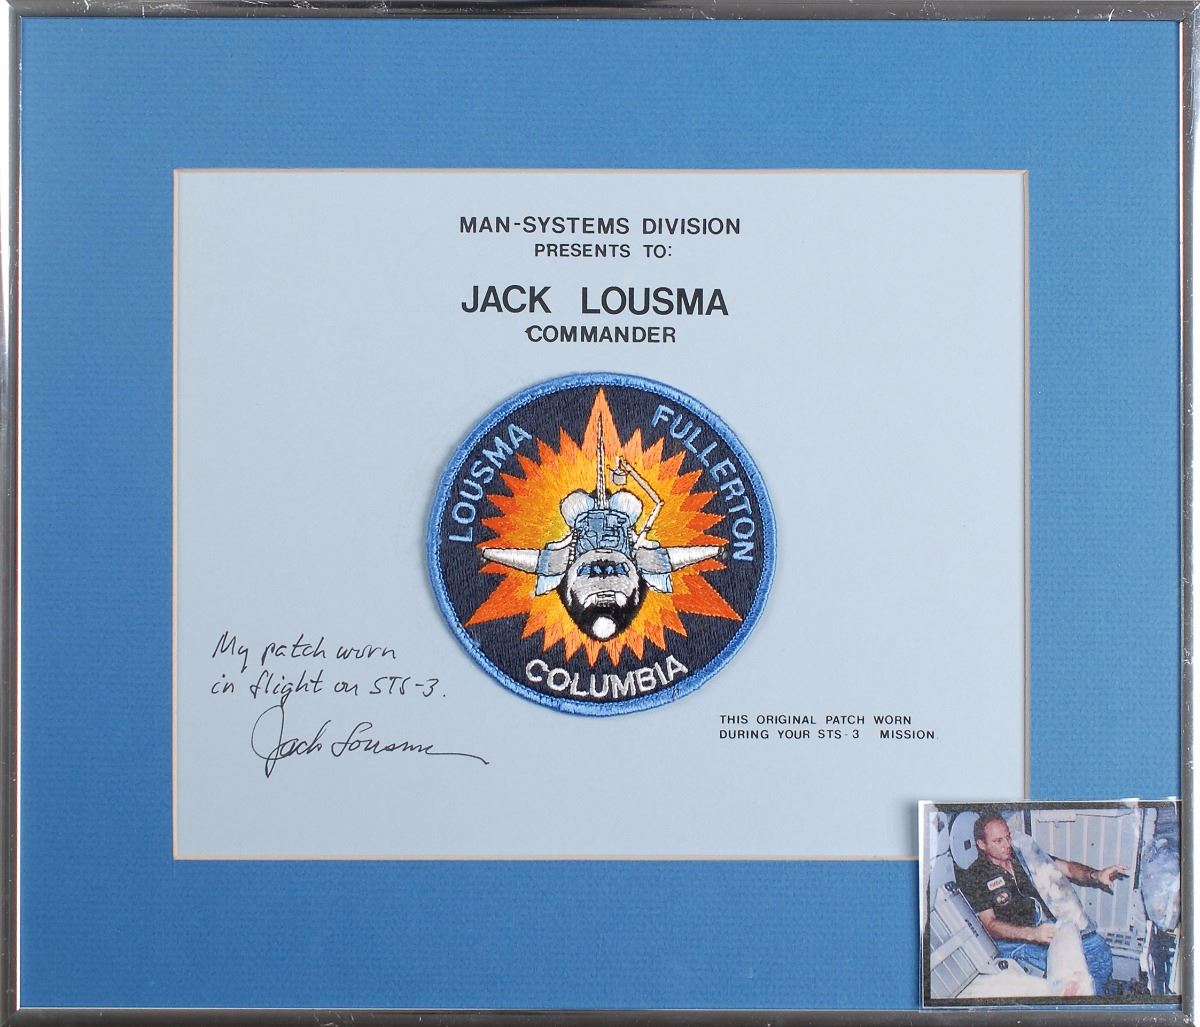 MAN-SYSTEMS DIVISION
PRESENTS TO:
JACK LOUSMA
COMMANDER
LOUSMA
FULLERTON
COLUMBIA
My patch worn
in flight on STS-3.
Jack Lousma
THIS ORIGINAL PATCH WORN
DURING YOUR STS-3 MISSION.